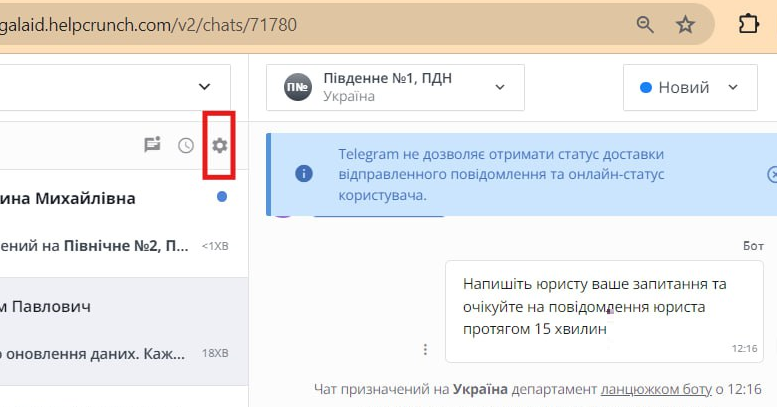 galaid.helpcrunch.com/v2/chats/71780
П№
Південне №1, ПДН
Україна
Новий
Telegram не дозволяє отримати статус доставки
відправленного повідомлення та онлайн-статус
користувача.
ина Михайлівна
ений на Північне №2, П...
<1ХВ
м Павлович
о оновлення даних. Каж...
18ХВ
Бот
Напишіть юристу ваше запитання та
очікуйте на повідомлення юриста
протягом 15 хвилин
12:16
Чат призначений на Україна департамент ланцюжком боту о 12:16